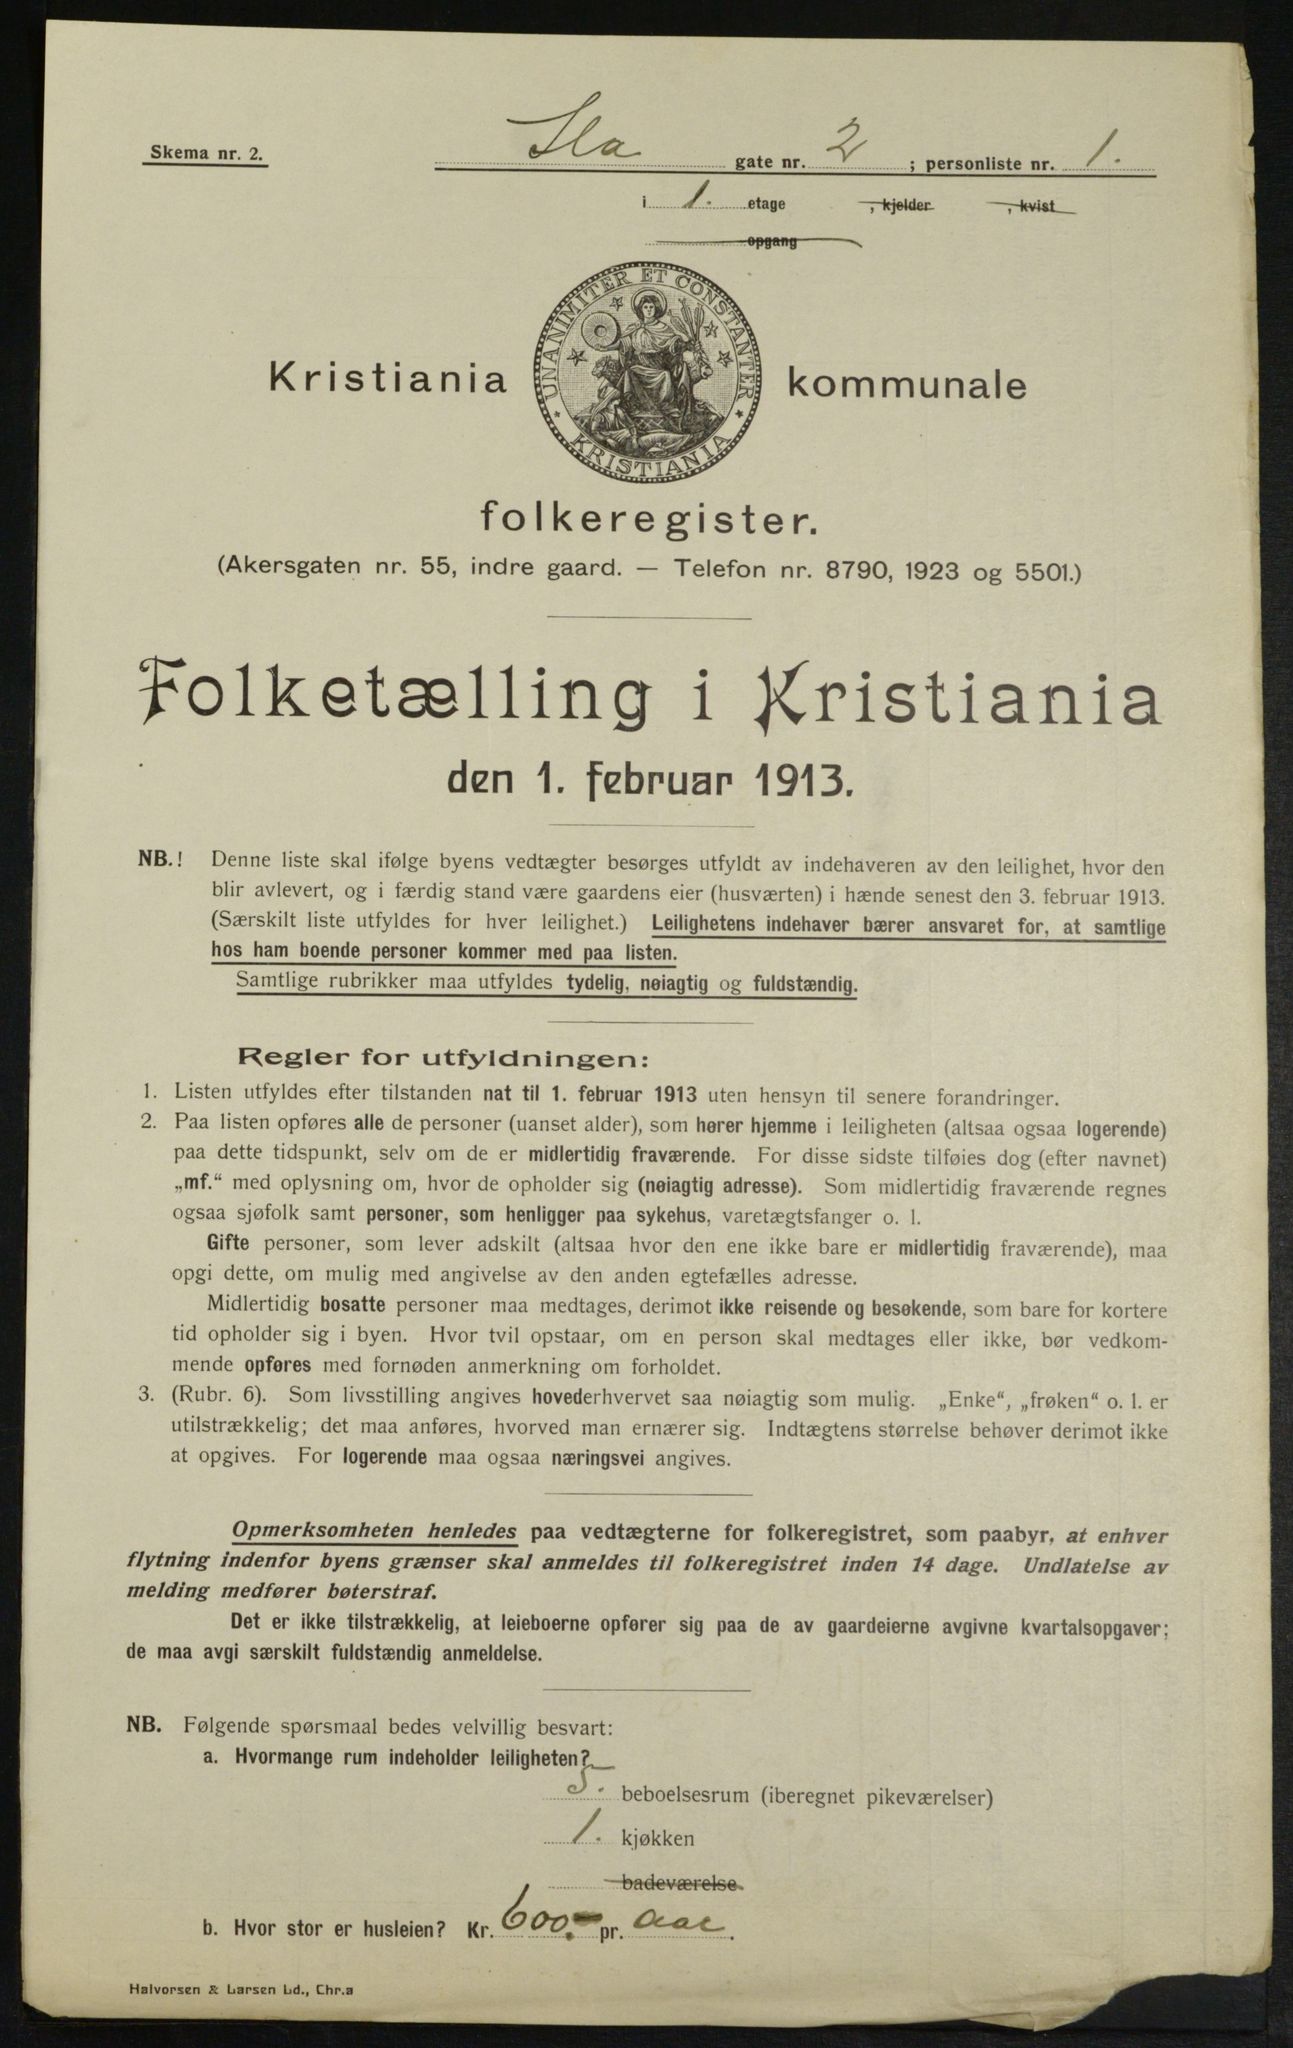 Skema nr. 2.
Ila gate nr. 2 ; personliste nr. 1.
i 1. etage , kjelder , kvist
opgang
UNANIMITER ET CONSTANTER
KRISTIANIA
Kristiania kommunale
folkeregister.
(Akersgaten nr. 55, indre gaard. — Telefon nr. 8790, 1923 og 5501.)
Folketælling i Kristiania
den 1. februar 1913.
NB.! Denne liste skal ifølge byens vedtægter besørges utfyldt av indehaveren av den leilighet, hvor den
blir avlevert, og i færdig stand være gaardens eier (husværten) i hænde senest den 3. februar 1913.
(Særskilt liste utfyldes for hver leilighet.) Leilighetens indehaver bærer ansvaret for, at samtlige
hos ham boende personer kommer med paa listen.
Samtlige rubrikker maa utfyldes tydelig, nøiagtig og fuldstændig.
Regler for utfyldningen:
1. Listen utfyldes efter tilstanden nat til 1. februar 1913 uten hensyn til senere forandringer.
2. Paa listen opføres alle de personer (uanset alder), som hører hjemme i leiligheten (altsaa ogsaa logerende)
paa dette tidspunkt, selv om de er midlertidig fraværende. For disse sidste tilføies dog (efter navnet)
„mf.“ med oplysning om, hvor de opholder sig (nøiagtig adresse). Som midlertidig fraværende regnes
ogsaa sjøfolk samt personer, som henligger paa sykehus, varetægtsfanger o. l.
Gifte personer, som lever adskilt (altsaa hvor den ene ikke bare er midlertidig fraværende), maa
opgi dette, om mulig med angivelse av den anden egtefælles adresse.
Midlertidig bosatte personer maa medtages, derimot ikke reisende og besøkende, som bare for kortere
tid opholder sig i byen. Hvor tvil opstaar, om en person skal medtages eller ikke, bør vedkom-
mende opføres med fornøden anmerkning om forholdet.
3. (Rubr. 6). Som livsstilling angives hovederhvervet saa nøiagtig som mulig. „Enke“, „frøken“ o. l. er
utilstrækkelig; det maa anføres, hvorved man ernærer sig. Indtægtens størrelse behøver derimot ikke
at opgives. For logerende maa ogsaa næringsvei angives.
Opmerksomheten henledes paa vedtægterne for folkeregistret, som paabyr, at enhver
flytning indenfor byens grænser skal anmeldes til folkeregistret inden 14 dage. Undlatelse av
melding medfører bøterstraf.
Det er ikke tilstrækkelig, at leieboerne opfører sig paa de av gaardeierne avgivne kvartalsopgaver;
de maa avgi særskilt fuldstændig anmeldelse.
NB. Følgende spørsmaal bedes velvillig besvart:
a. Hvormange rum indeholder leiligheten?
5. beboelsesrum (iberegnet pikeværelser)
1. kjøkken
badeværelse
b. Hvor stor er husleien? Kr. 600.- pr. aar.
Halvorsen & Larsen Ld., Chr.a